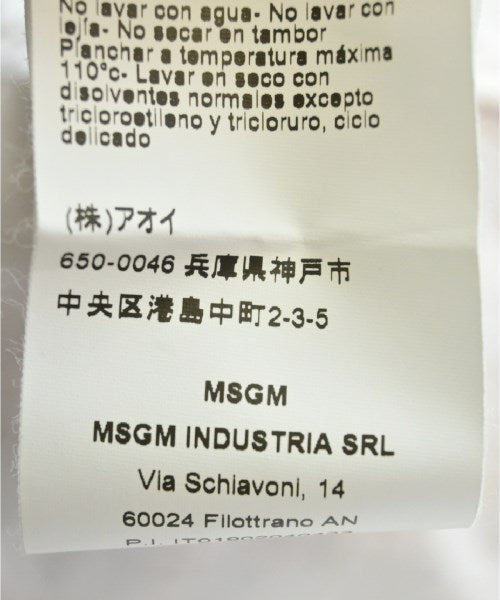 No lavar con agua- No lavar con
lejía- No secar en tambor
Planchar a temperatura máxima
110°c- Lavar en seco con
disolventes normales excepto
tricloroetileno y tricloruro, ciclo
delicado
(株)アオイ
650-0046 兵庫県神戸市
中央区港島中町2-3-5
MSGM
MSGM INDUSTRIA SRL
Via Schiavoni, 14
60024 Filottrano AN
P.I.